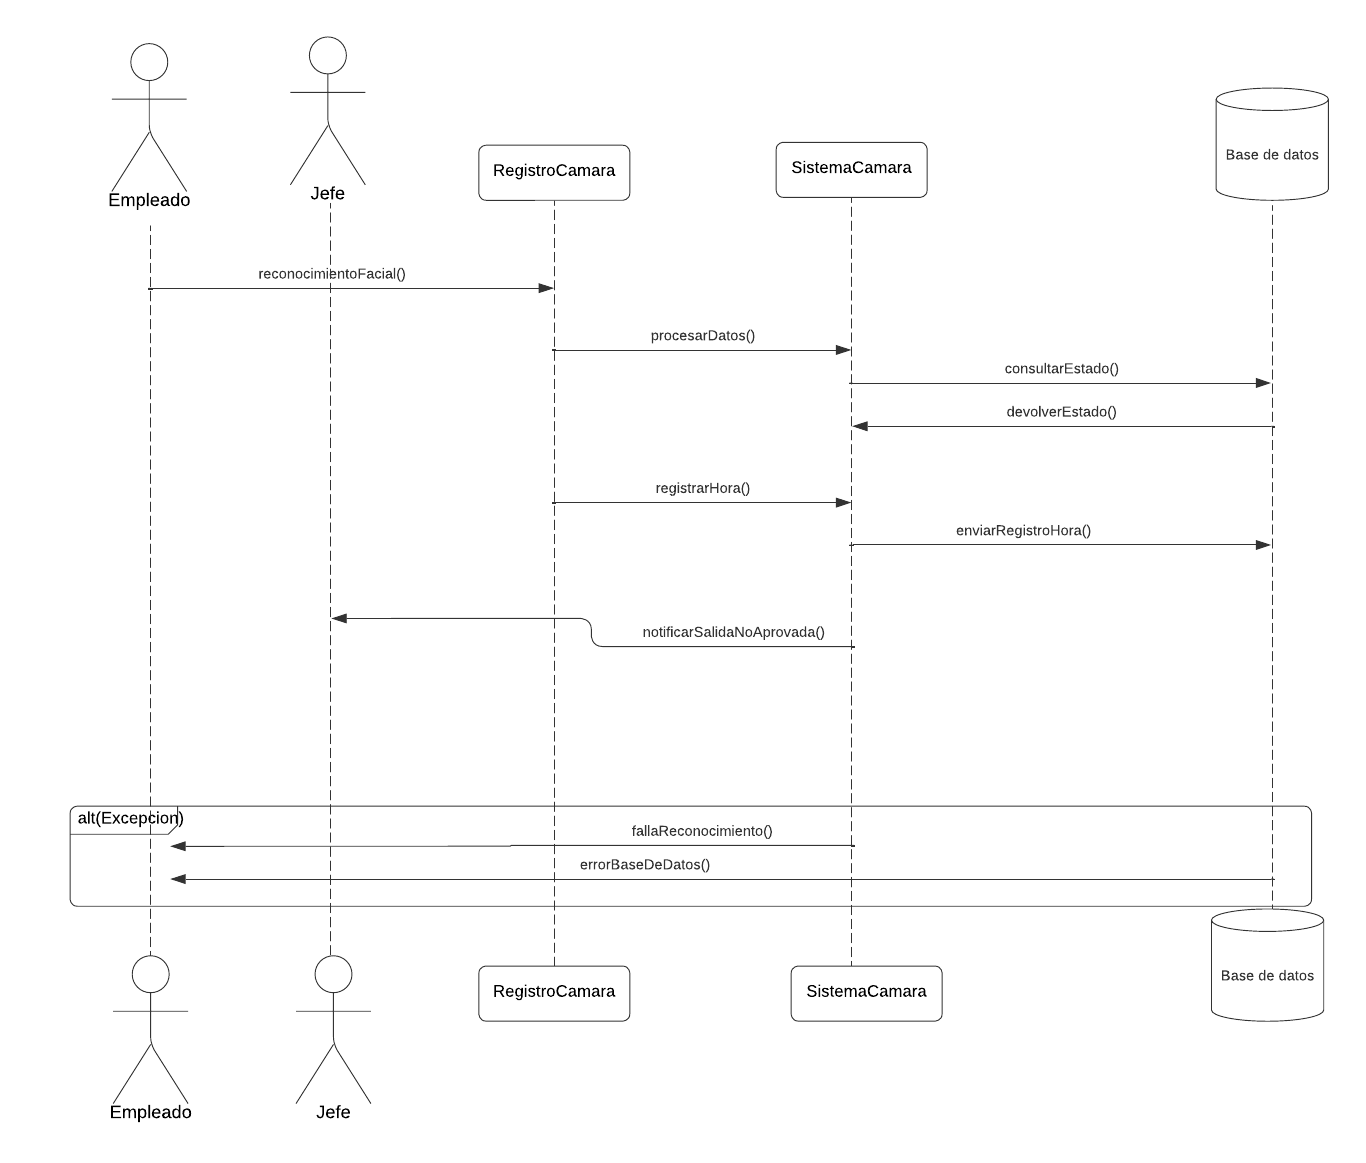 Empleado
Jefe
RegistroCamara
SistemaCamara
Base de datos
reconocimientoFacial()
procesarDatos()
consultarEstado()
devolverEstado()
registrarHora()
enviarRegistroHora()
notificarSalidaNoAprovada()
alt(Excepcion)
fallaReconocimiento()
errorBaseDeDatos()
Empleado
Jefe
RegistroCamara
SistemaCamara
Base de datos